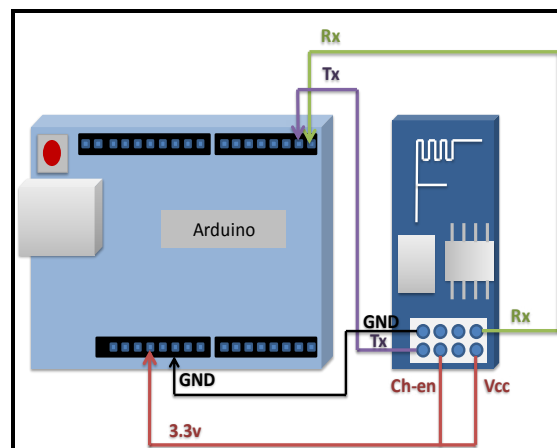 Rx
Tx
Arduino
GND
Tx
Rx
GND
Ch-en
Vcc
3.3v